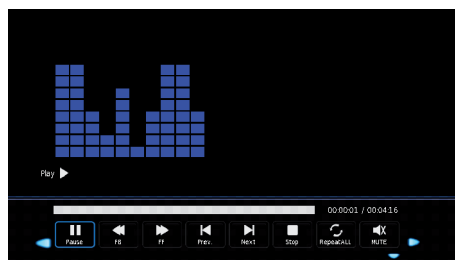 Play
00:00:01 / 00:04:16
Pause FB FF Prev. Next Stop RepeatALL MUTE